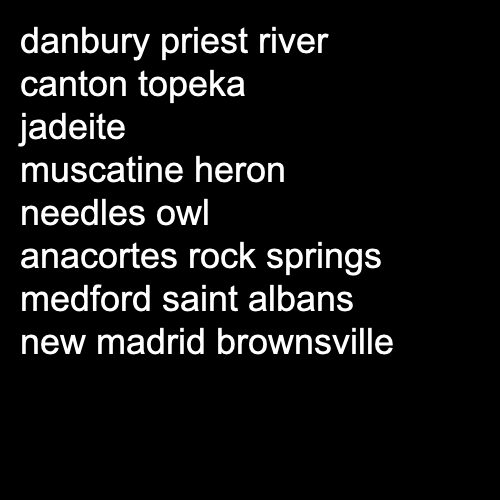 danbury priest river
canton topeka
jadeite
muscatine heron
needles owl
anacortes rock springs
medford saint albans
new madrid brownsville